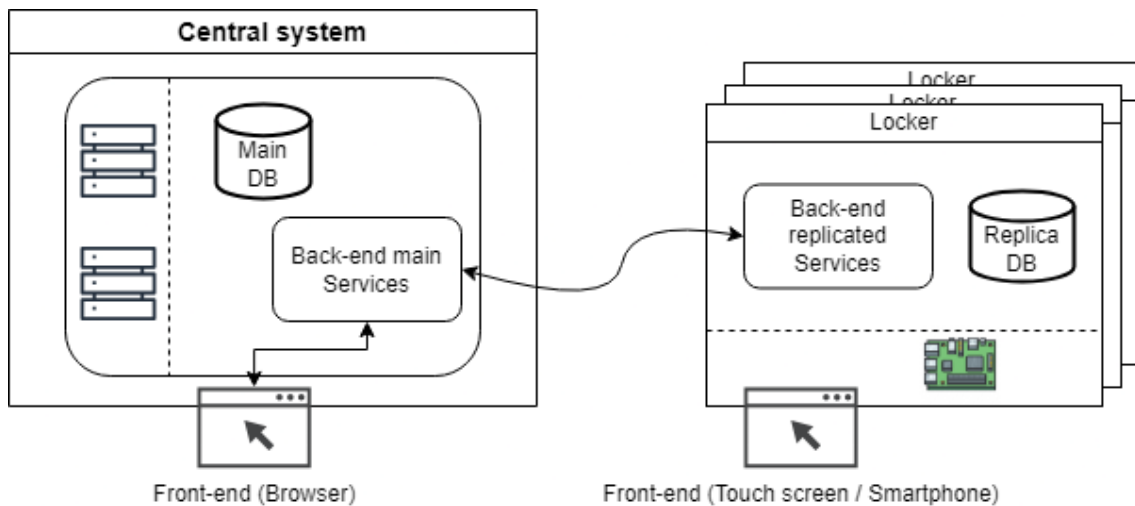 Central system
Main
DB
Back-end main
Services
Front-end (Browser)
Locker
Locker
Locker
Back-end
replicated
Services
Replica
DB
Front-end (Touch screen / Smartphone)